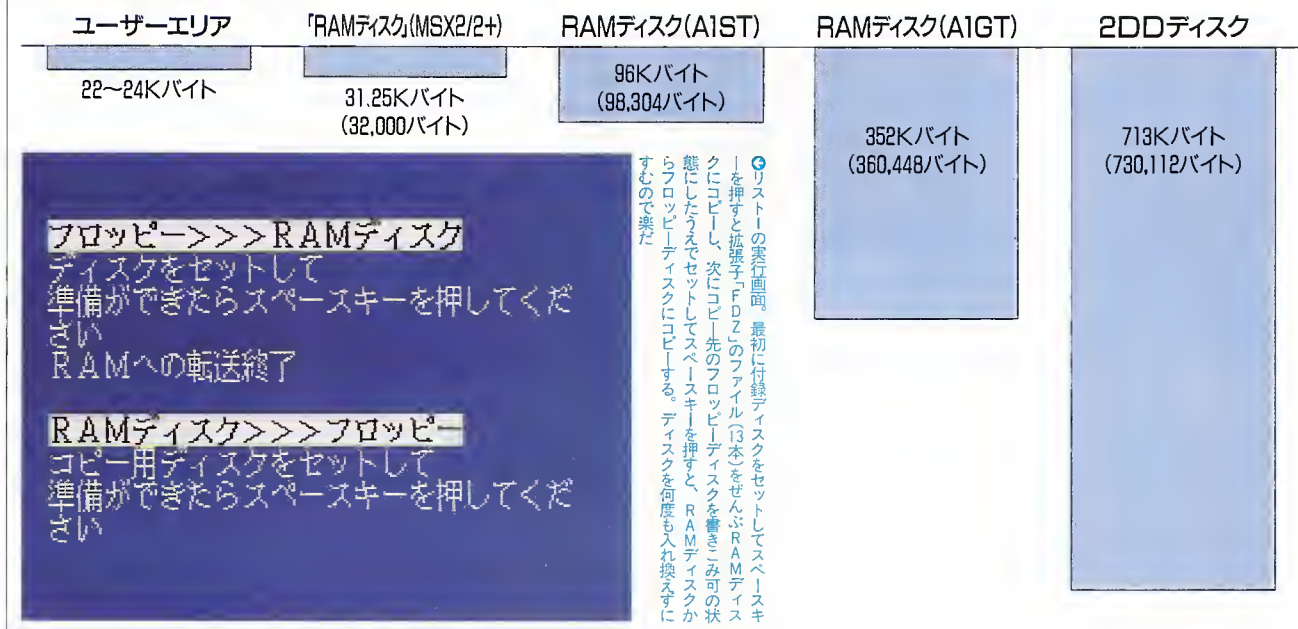 ユーザーエリア
「RAMディスク」(MSX2/2+)
RAMディスク(A1ST)
RAMディスク(A1GT)
2DDディスク
22〜24Kバイト
31.25Kバイト
(32,000バイト)
96Kバイト
(98,304バイト)
352Kバイト
(360,448バイト)
713Kバイト
(730,112バイト)
フロッピー>>>RAMディスク
ディスクをセットして
準備ができたらスペースキーを押してくだ
さい
RAMへの転送終了
RAMディスク>>>フロッピー
コピー用ディスクをセットして
準備ができたらスペースキーを押してくだ
さい
リスト1の実行画面。最初に付録ディスクをセットしてスペースキ
ーを押すと拡張子「FDZ」のファイル(13本)をぜんぶRAMディス
クにコピーし、次にコピー先のフロッピーディスクを書きこみ可の状
態にしたうえでセットしてスペースキーを押すと、RAMディスクか
らフロッピーディスクにコピーする。ディスクを何度も入れ換えずに
すむので楽だ